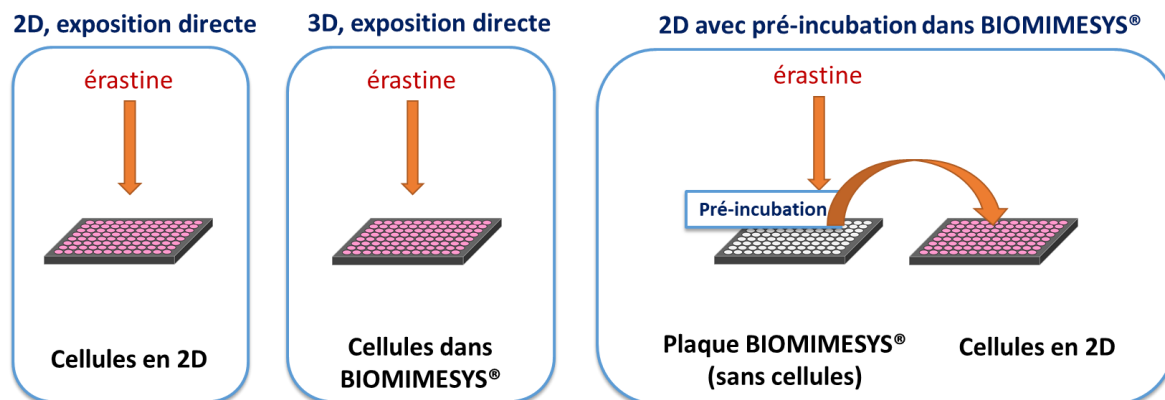 2D, exposition directe
érastine
Cellules en 2D
3D, exposition directe
érastine
Cellules dans
BIOMIMESYS®
2D avec pré-incubation dans BIOMIMESYS®
érastine
Pré-incubation
Plaque BIOMIMESYS®
(sans cellules)
Cellules en 2D